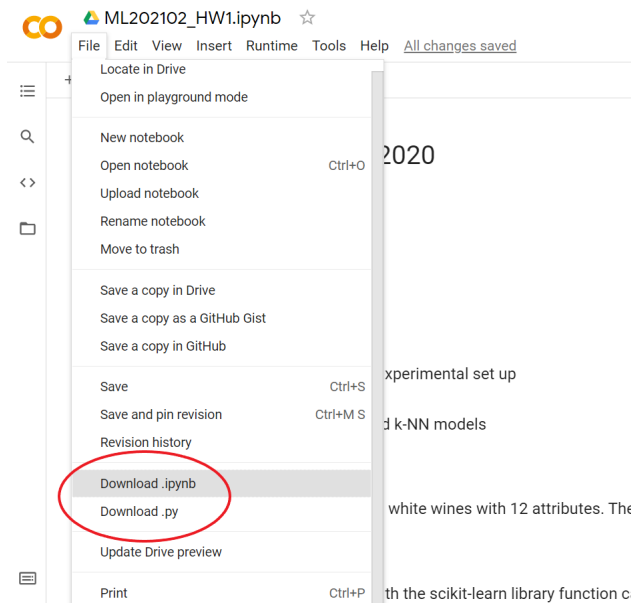 ML202102_HW1.ipynb
File Edit View Insert Runtime Tools Help All changes saved
Locate in Drive
Open in playground mode
New notebook
Open notebook Ctrl+O
2020
Upload notebook
Rename notebook
Move to trash
Save a copy in Drive
Save a copy as a GitHub Gist
Save a copy in GitHub
xperimental set up
Save Ctrl+S
Save and pin revision Ctrl+M S
d k-NN models
Revision history
Download .ipynb
Download .py
white wines with 12 attributes. The
Update Drive preview
Print Ctrl+P
th the scikit-learn library function c